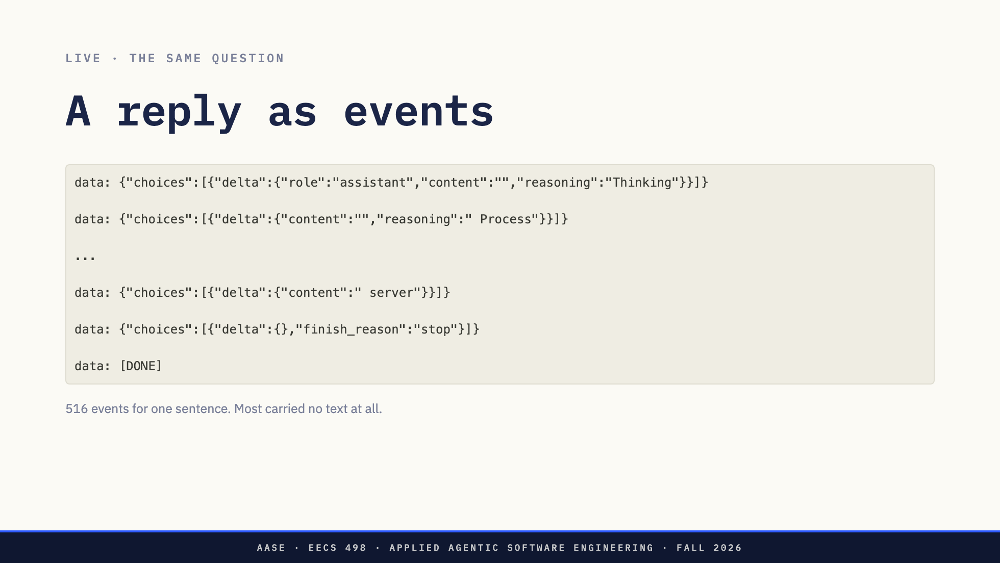 LIVE · THE SAME QUESTION
A reply as events
data: {"choices":[{"delta":{"role":"assistant","content":"","reasoning":"Thinking"}}]}
data: {"choices":[{"delta":{"content":"","reasoning":" Process"}}]}
...
data: {"choices":[{"delta":{"content":" server"}}]}
data: {"choices":[{"delta":{},"finish_reason":"stop"}]}
data: [DONE]
516 events for one sentence. Most carried no text at all.
AASE · EECS 498 · APPLIED AGENTIC SOFTWARE ENGINEERING · FALL 2026